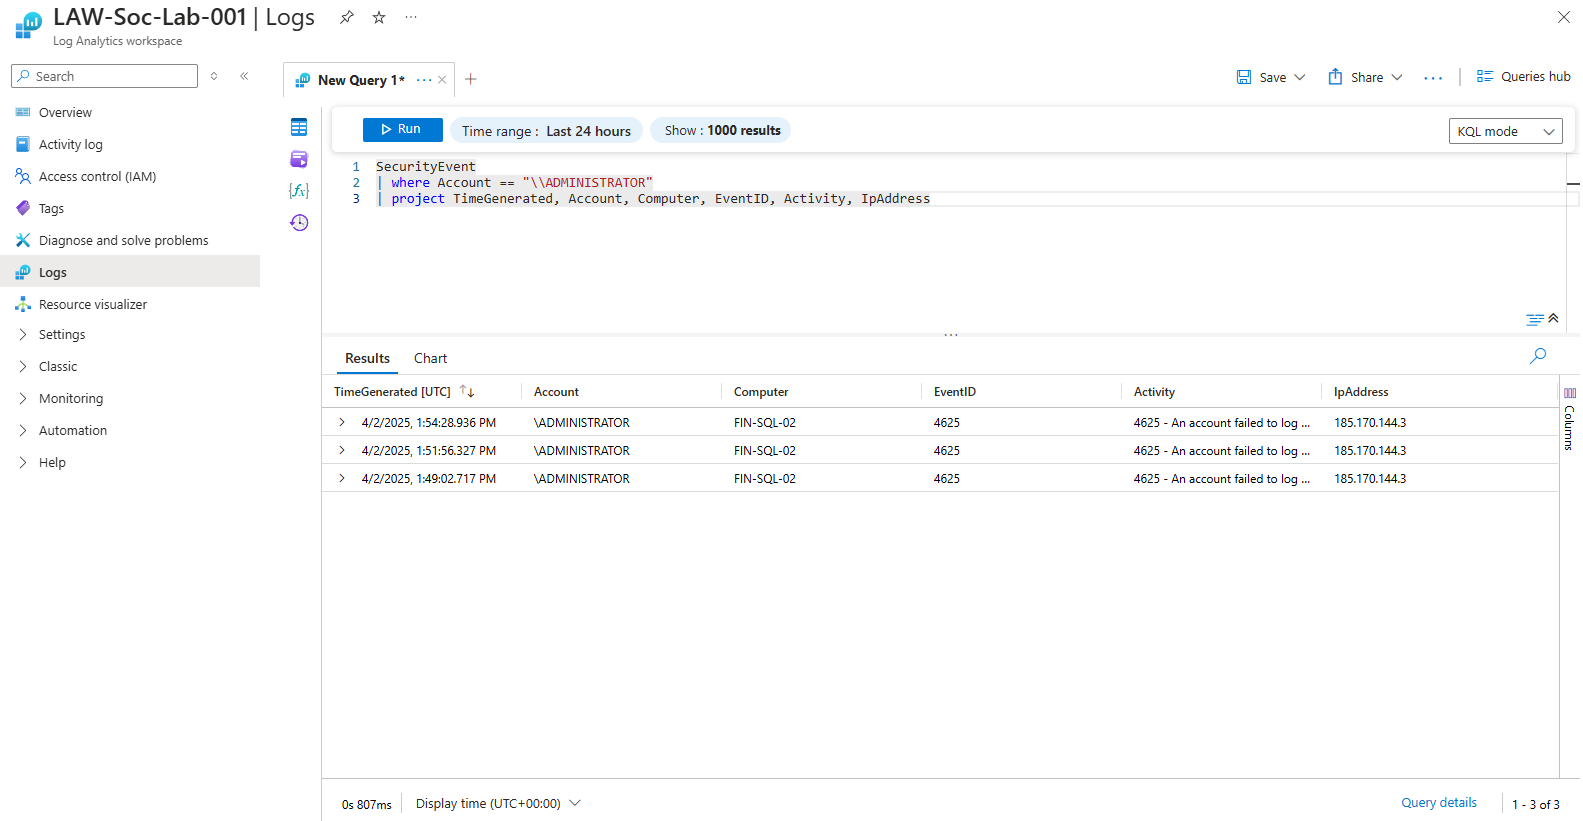 LAW-Soc-Lab-001 | Logs
Log Analytics workspace
Search
Overview
Activity log
Access control (IAM)
Tags
Diagnose and solve problems
Logs
Resource visualizer
Settings
Classic
Monitoring
Automation
Help
New Query 1*
Save
Share
Queries hub
Run
Time range : Last 24 hours
Show : 1000 results
KQL mode
1 SecurityEvent
2 | where Account == "\\ADMINISTRATOR"
3 | project TimeGenerated, Account, Computer, EventID, Activity, IpAddress
Results Chart
TimeGenerated [UTC] Account Computer EventID Activity IpAddress
4/2/2025, 1:54:28.936 PM \ADMINISTRATOR FIN-SQL-02 4625 4625 - An account failed to log ... 185.170.144.3
4/2/2025, 1:51:56.327 PM \ADMINISTRATOR FIN-SQL-02 4625 4625 - An account failed to log ... 185.170.144.3
4/2/2025, 1:49:02.717 PM \ADMINISTRATOR FIN-SQL-02 4625 4625 - An account failed to log ... 185.170.144.3
Columns
0s 807ms Display time (UTC+00:00) Query details 1 - 3 of 3